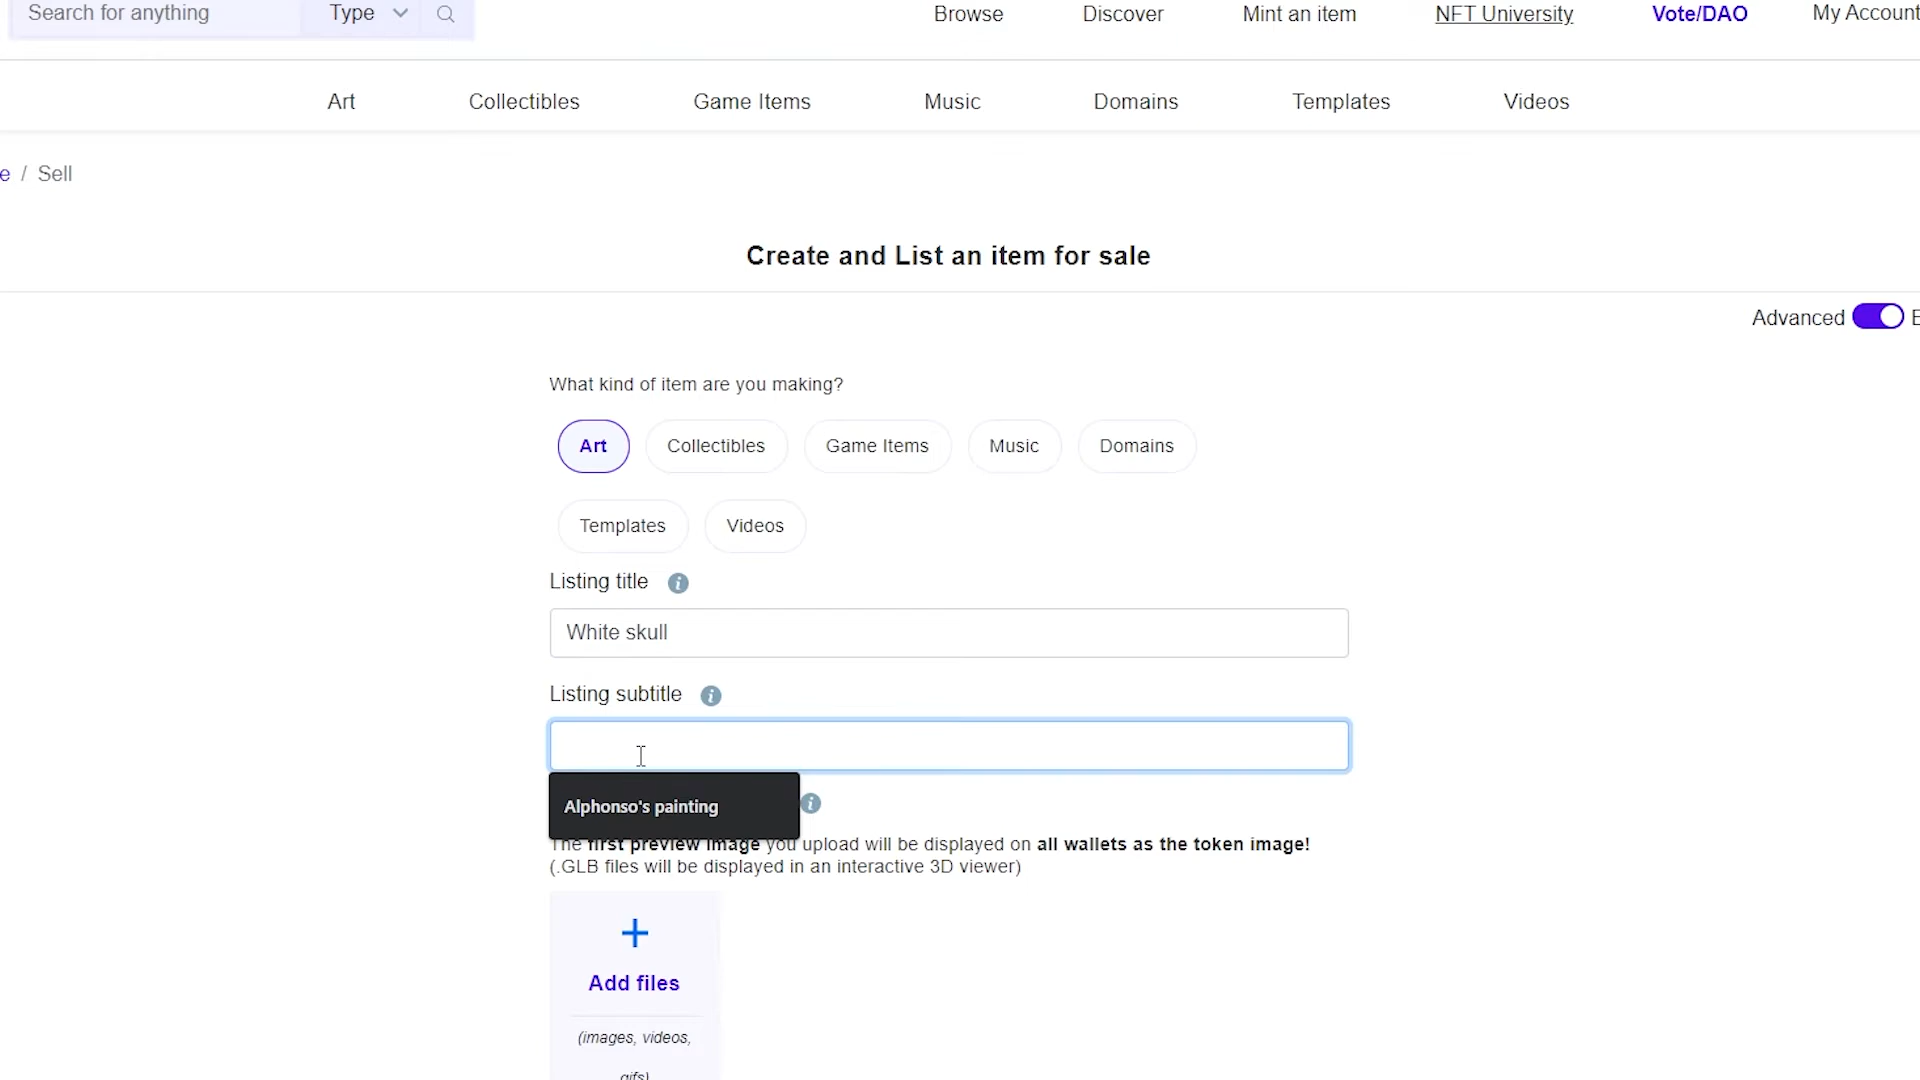 Search for anything Type Browse Discover Mint an item NFT University Vote/DAO My Account
Art Collectibles Game Items Music Domains Templates Videos
e / Sell
Create and List an item for sale
Advanced E
What kind of item are you making?
Art Collectibles Game Items Music Domains
Templates Videos
Listing title i
White skull
Listing subtitle i
Alphonso's painting i
The first preview image you upload will be displayed on all wallets as the token image!
(.GLB files will be displayed in an interactive 3D viewer)
+
Add files
(images, videos,
gifs)